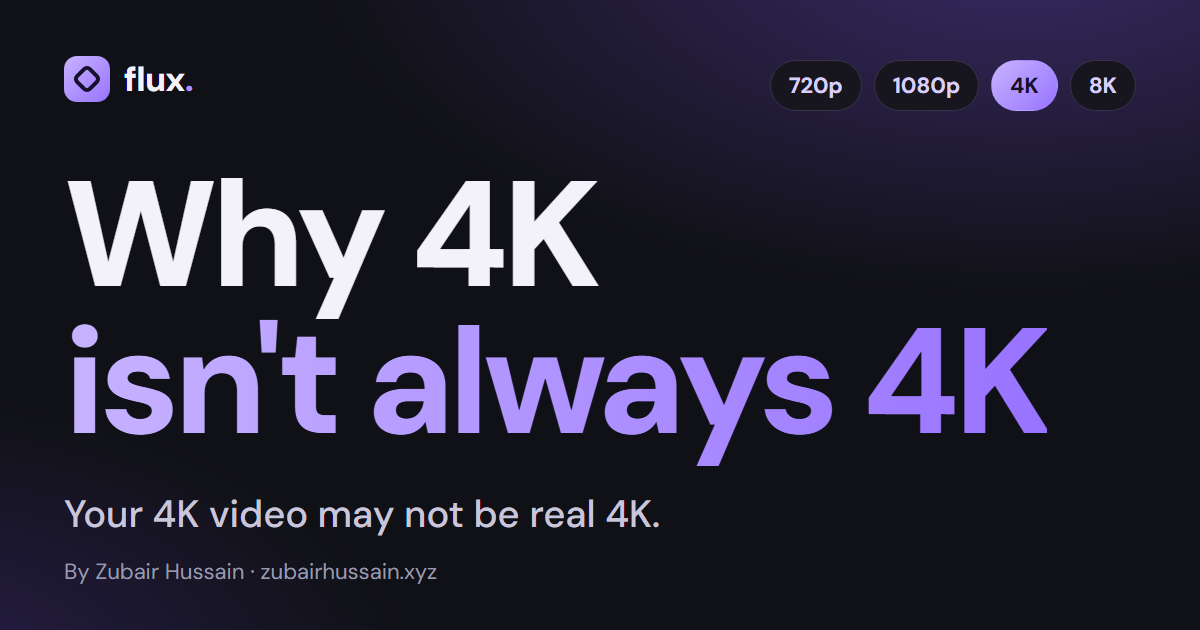 flux.
720p 1080p 4K 8K
Why 4K
isn't always 4K
Your 4K video may not be real 4K.
By Zubair Hussain · zubairhussain.xyz